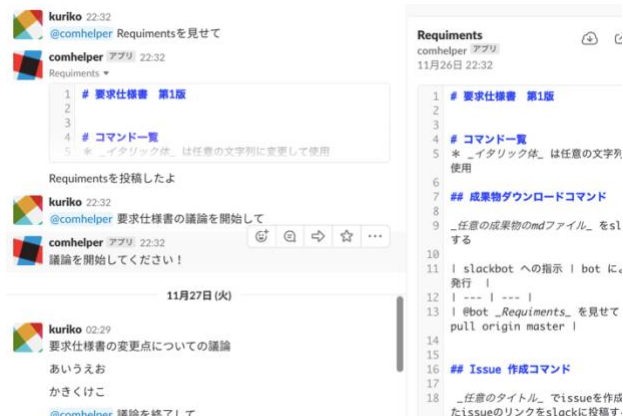 kuriko 22:32
@comhelper Requimentsを見せて
comhelper アプリ 22:32
Requiments ▾
1 # 要求仕様書　第1版
2
3
4 # コマンド一覧
5 ＊ _イタリック体_ は任意の文字列に変更して使用
Requimentsを投稿したよ
kuriko 22:32
@comhelper 要求仕様書の議論を開始して
comhelper アプリ 22:32
議論を開始してください！
11月27日 (火)
kuriko 02:29
要求仕様書の変更点についての議論
あいうえお
かきくけこ
@comhelper 議論を終了して
Requiments
comhelper アプリ
11月26日 22:32
1 # 要求仕様書　第1版
2
3
4 # コマンド一覧
5 ＊ _イタリック体_ は任意の文字列
使用
6
7 ## 成果物ダウンロードコマンド
8
9 _任意の成果物のmdファイル_ をsl
する
10
11 | slackbot への指示 | bot によ
発行 |
12 | --- | --- |
13 | @bot _Requiments_ を見せて
pull origin master |
14
15
16 ## Issue 作成コマンド
17
18 _任意のタイトル_ でissueを作成
たissueのリンクをslackに投稿す